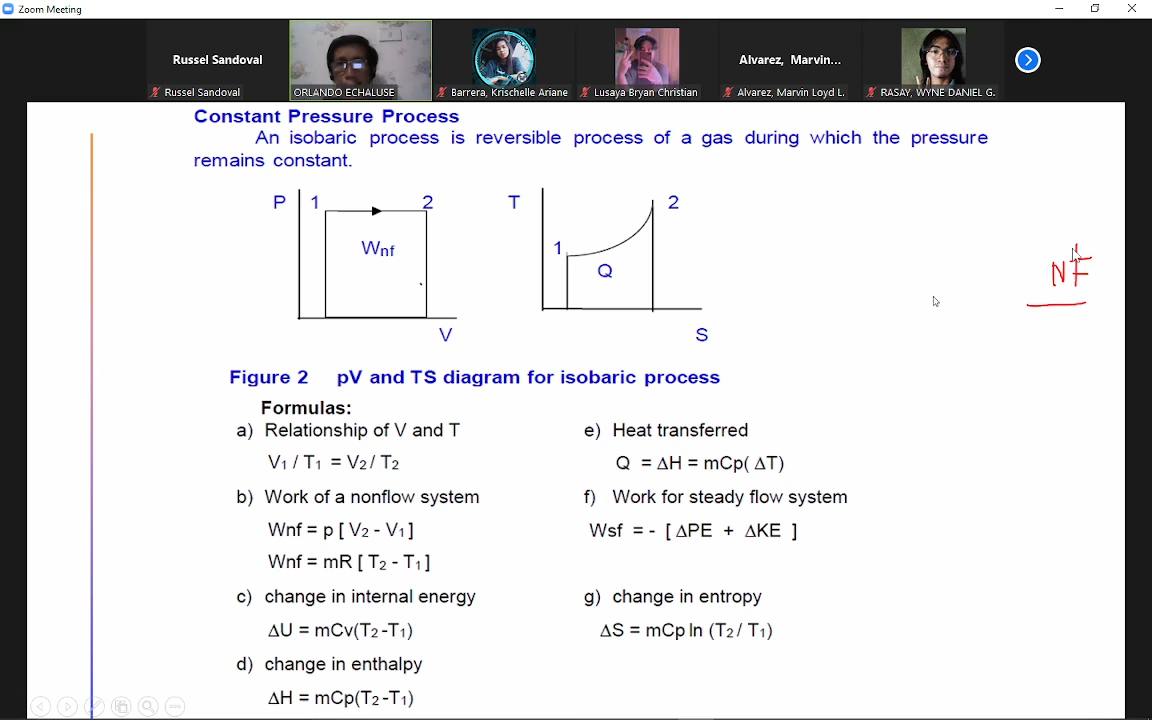 Zoom Meeting
Russel Sandoval
Alvarez, Marvin...
Russel Sandoval
ORLANDO ECHALUSE
Barrera, Krischelle Ariane
Lusaya Bryan Christian
Alvarez, Marvin Loyd L.
RASAY, WYNE DANIEL G.
Constant Pressure Process
An isobaric process is reversible process of a gas during which the pressure
remains constant.
P 1 2
Wnf
V
T 2
1
Q
S
NF
Figure 2 pV and TS diagram for isobaric process
Formulas:
a) Relationship of V and T
V1 / T1 = V2 / T2
b) Work of a nonflow system
Wnf = p [ V2 - V1 ]
Wnf = mR [ T2 - T1 ]
c) change in internal energy
ΔU = mCv(T2 -T1)
d) change in enthalpy
ΔH = mCp(T2 -T1)
e) Heat transferred
Q = ΔH = mCp( ΔT)
f) Work for steady flow system
Wsf = - [ ΔPE + ΔKE ]
g) change in entropy
ΔS = mCp ln (T2 / T1)